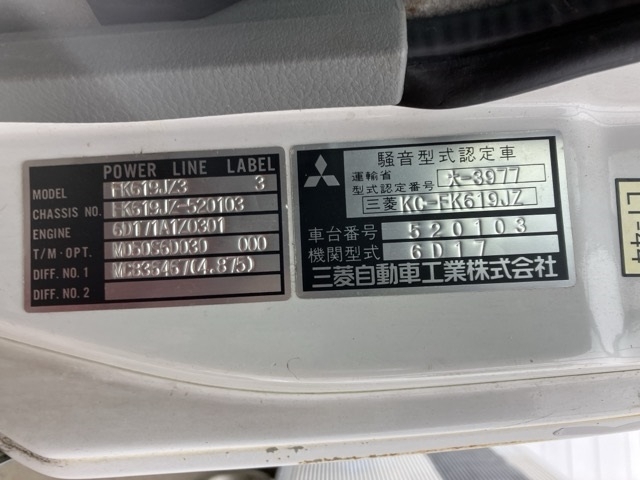 POWER LINE LABEL
MODEL FK619JZ3 3
CHASSIS NO. FK619JZ-520103
ENGINE 6D171A1Z0301
T/M-OPT. M050S6D030 000
DIFF. NO. 1 (4.875)
DIFF. NO. 2
騒音型式認定車
運輸省
型式認定番号 大-3977
三菱 KC-FK619JZ
車台番号 520103
機関型式 6D17
三菱自動車工業株式会社